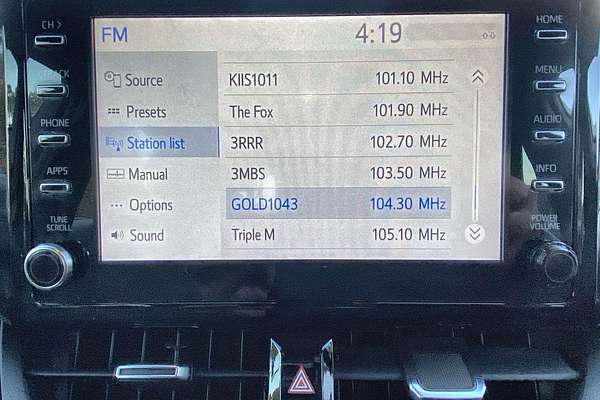 CH >
FM 4:19
HOME
Source KIIS1011 101.10 MHz
MENU
Presets The Fox 101.90 MHz
PHONE
Station list 3RRR 102.70 MHz
AUDIO
Manual 3MBS 103.50 MHz
APPS
INFO
Options GOLD1043 104.30 MHz
TUNE
SCROLL
POWER
VOLUME
Sound Triple M 105.10 MHz